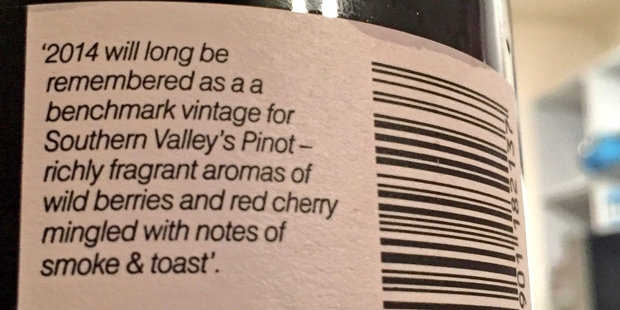 ‘2014 will long be
remembered as a a
benchmark vintage for
Southern Valley’s Pinot –
richly fragrant aromas of
wild berries and red cherry
mingled with notes of
smoke & toast’.